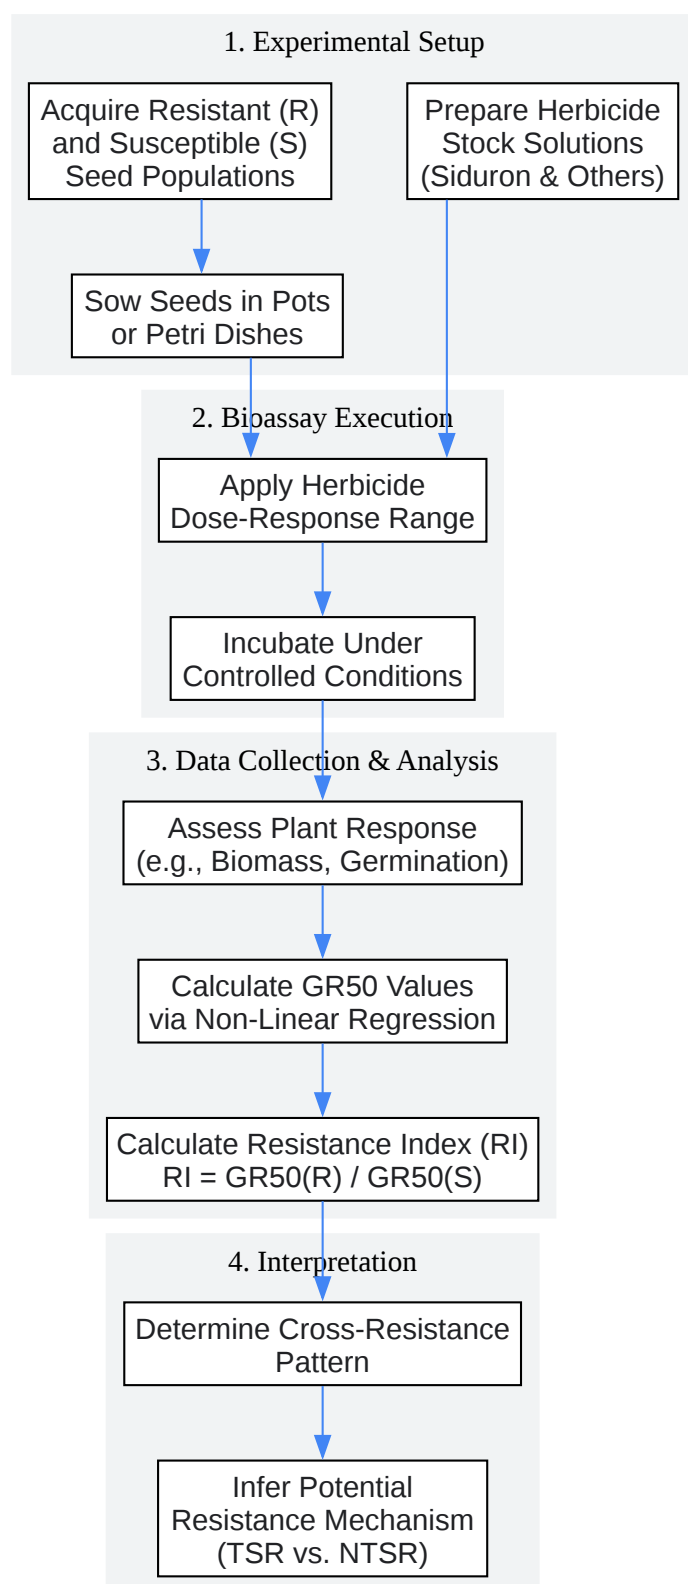 1. Experimental Setup
Acquire Resistant (R)
and Susceptible (S)
Seed Populations
Prepare Herbicide
Stock Solutions
(Siduron & Others)
Sow Seeds in Pots
or Petri Dishes
2. Bioassay Execution
Apply Herbicide
Dose-Response Range
Incubate Under
Controlled Conditions
3. Data Collection & Analysis
Assess Plant Response
(e.g., Biomass, Germination)
Calculate GR50 Values
via Non-Linear Regression
Calculate Resistance Index (RI)
RI = GR50(R) / GR50(S)
4. Interpretation
Determine Cross-Resistance
Pattern
Infer Potential
Resistance Mechanism
(TSR vs. NTSR)